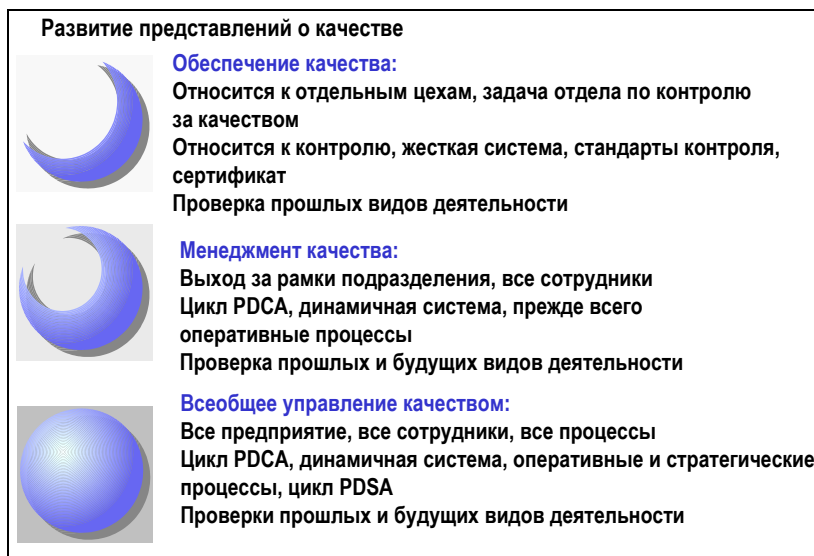 Развитие представлений о качестве
Обеспечение качества:
Относится к отдельным цехам, задача отдела по контролю
за качеством
Относится к контролю, жесткая система, стандарты контроля,
сертификат
Проверка прошлых видов деятельности
Менеджмент качества:
Выход за рамки подразделения, все сотрудники
Цикл PDCA, динамичная система, прежде всего
оперативные процессы
Проверка прошлых и будущих видов деятельности
Всеобщее управление качеством:
Все предприятие, все сотрудники, все процессы
Цикл PDCA, динамичная система, оперативные и стратегические
процессы, цикл PDSA
Проверки прошлых и будущих видов деятельности